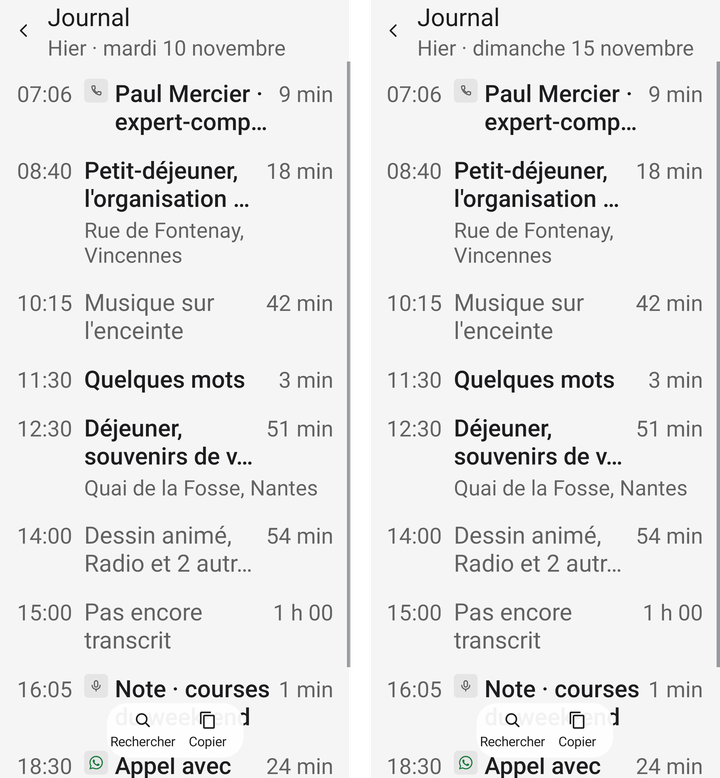 Journal
Hier · mardi 10 novembre
07:06 Paul Mercier · 9 min
expert-comp...
08:40 Petit-déjeuner, 18 min
l'organisation ...
Rue de Fontenay,
Vincennes
10:15 Musique sur 42 min
l'enceinte
11:30 Quelques mots 3 min
12:30 Déjeuner, 51 min
souvenirs de v...
Quai de la Fosse, Nantes
14:00 Dessin animé, 54 min
Radio et 2 autr...
15:00 Pas encore 1 h 00
transcrit
16:05 Note · courses 1 min
du week-end
Rechercher Copier
18:30 Appel avec 24 min
Journal
Hier · dimanche 15 novembre
07:06 Paul Mercier · 9 min
expert-comp...
08:40 Petit-déjeuner, 18 min
l'organisation ...
Rue de Fontenay,
Vincennes
10:15 Musique sur 42 min
l'enceinte
11:30 Quelques mots 3 min
12:30 Déjeuner, 51 min
souvenirs de v...
Quai de la Fosse, Nantes
14:00 Dessin animé, 54 min
Radio et 2 autr...
15:00 Pas encore 1 h 00
transcrit
16:05 Note · courses 1 min
du week-end
Rechercher Copier
18:30 Appel avec 24 min